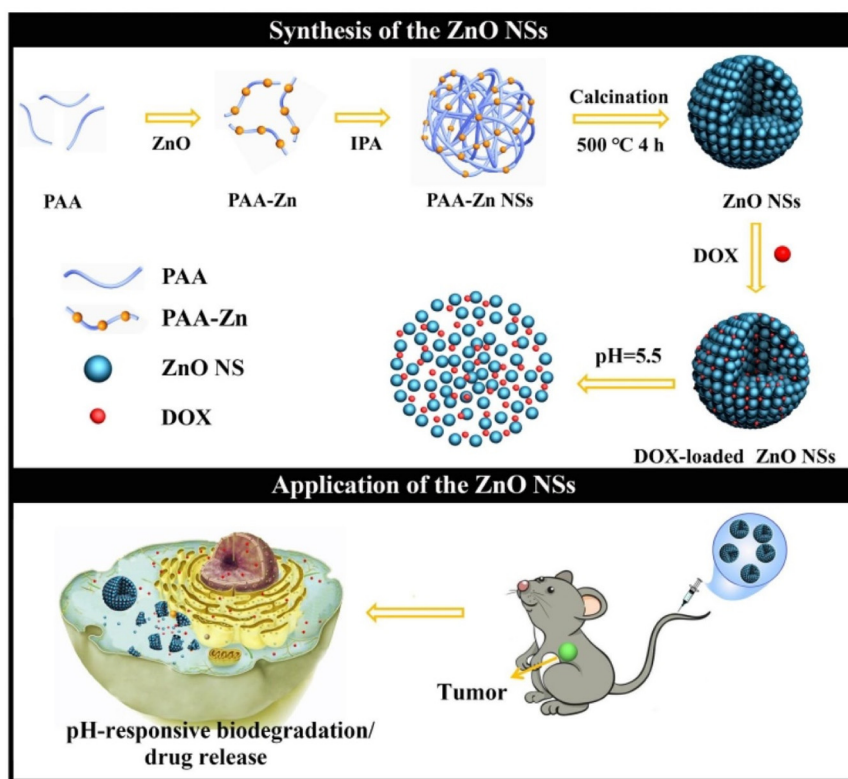 Synthesis of the ZnO NSs
PAA
ZnO
PAA-Zn
IPA
PAA-Zn NSs
Calcination
500 °C 4 h
ZnO NSs
DOX
PAA
PAA-Zn
ZnO NS
DOX
pH=5.5
DOX-loaded ZnO NSs
Application of the ZnO NSs
Tumor
pH-responsive biodegradation/
drug release